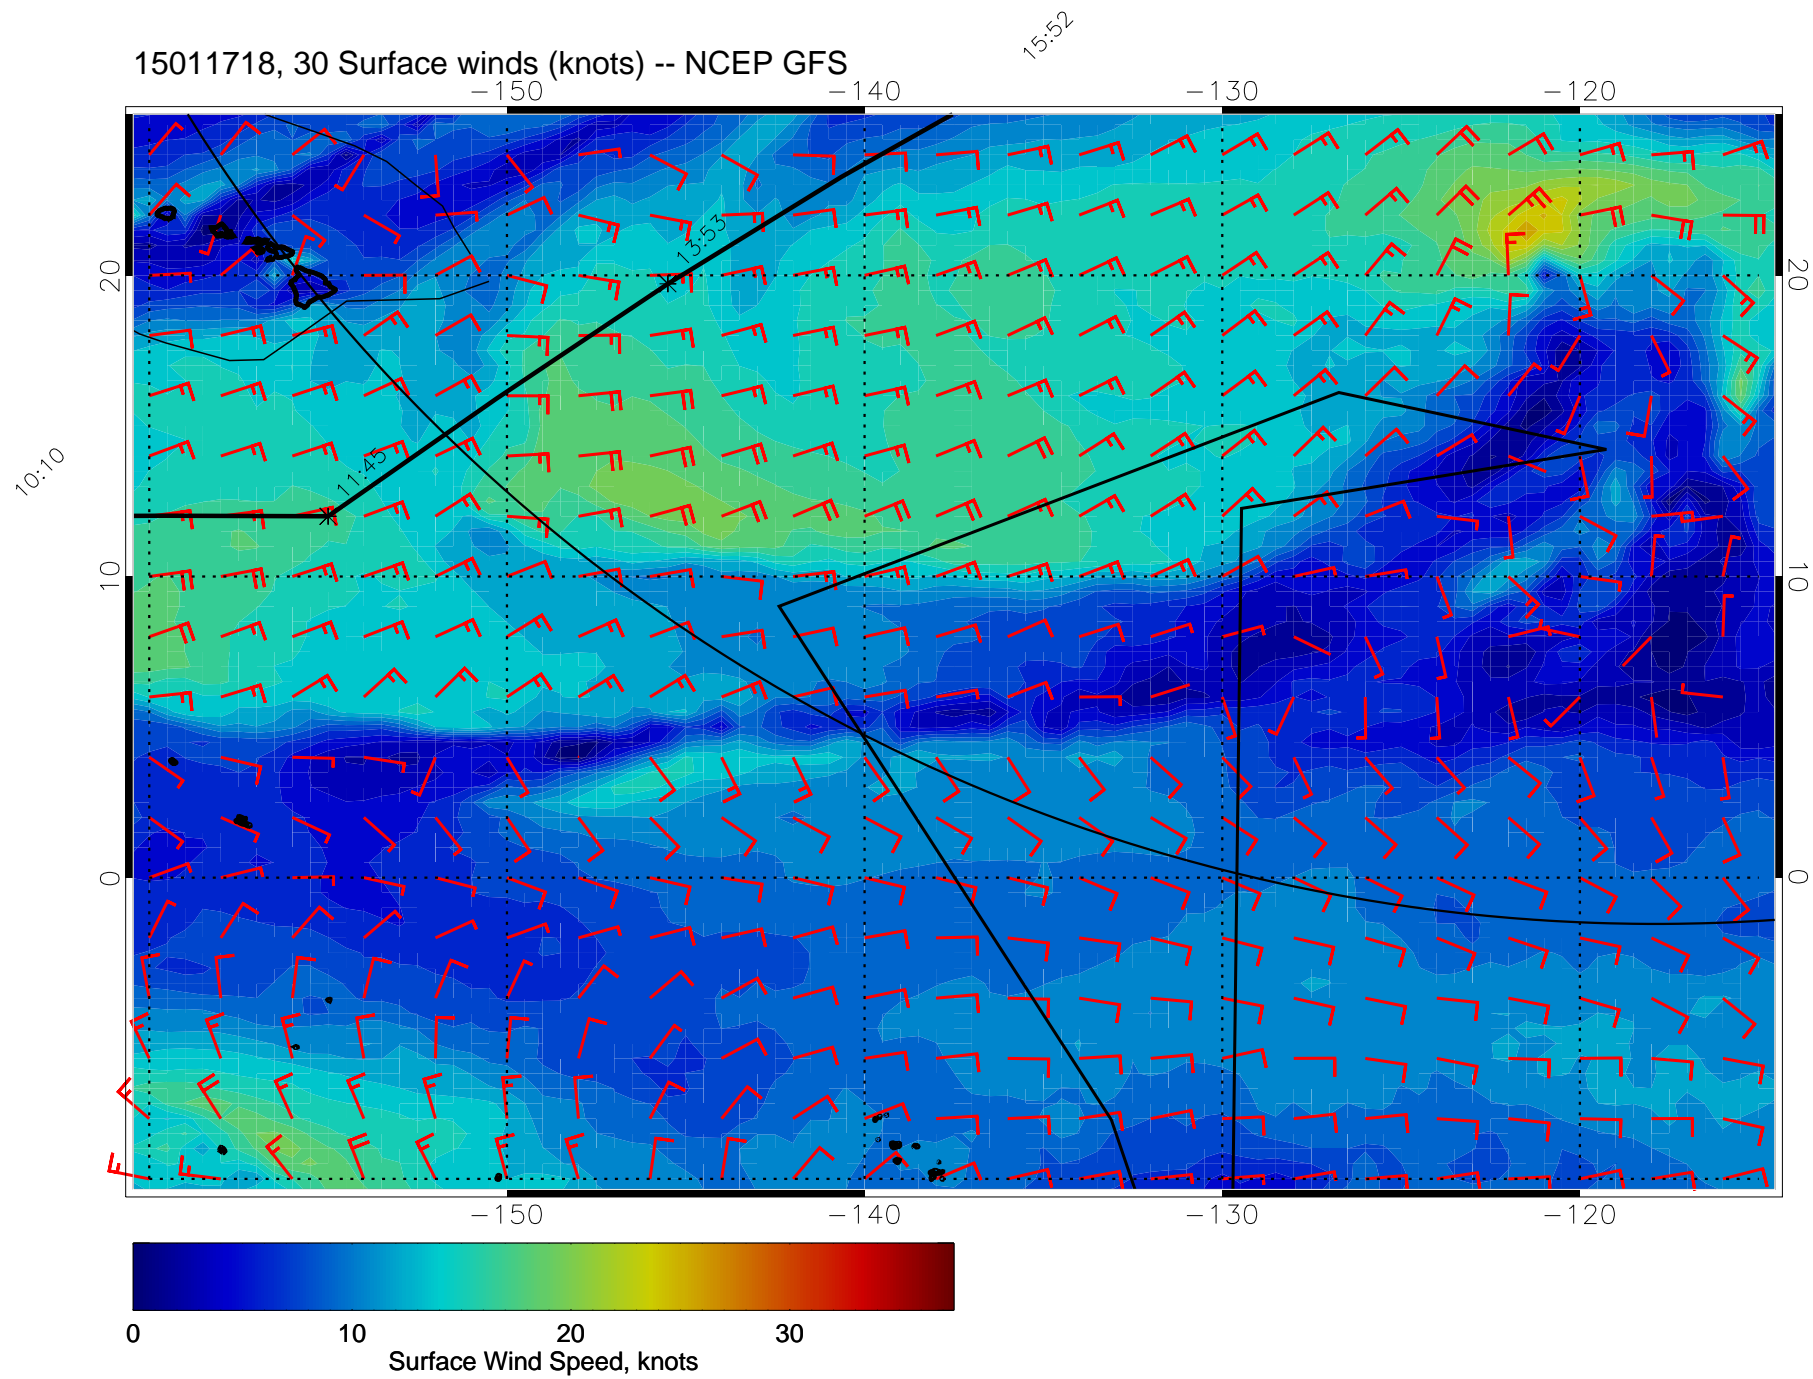 15:52
15011718, 30 Surface winds (knots) -- NCEP GFS
−150 −140 −130 −120
13:53
20 20
11:45
10:10
10 10
0 0
−150 −140 −130 −120
0 10 20 30
Surface Wind Speed, knots